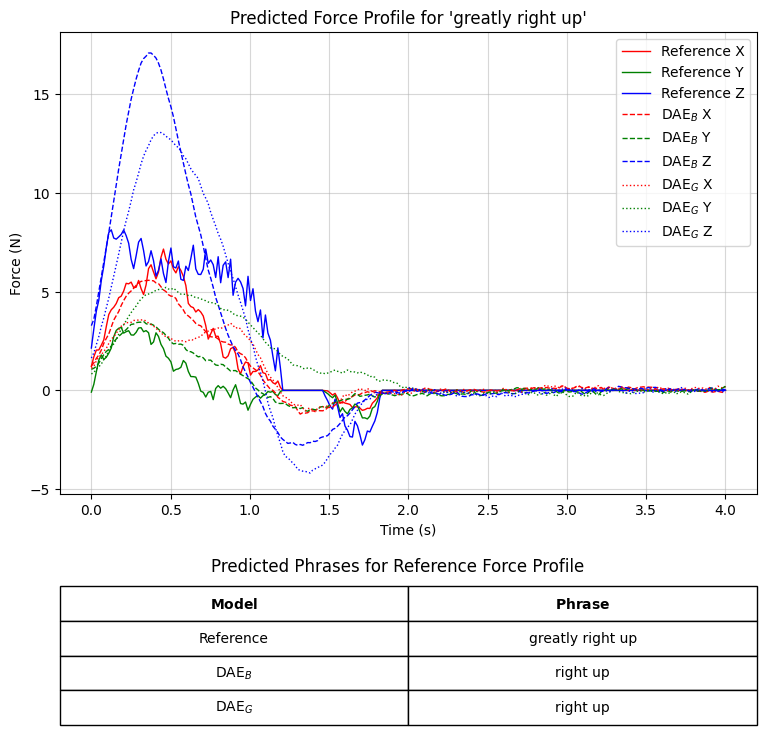 Predicted Force Profile for 'greatly right up'
Force (N)
15
10
5
0
−5
Reference X
Reference Y
Reference Z
DAE_B X
DAE_B Y
DAE_B Z
DAE_G X
DAE_G Y
DAE_G Z
0.0 0.5 1.0 1.5 2.0 2.5 3.0 3.5 4.0
Time (s)
Predicted Phrases for Reference Force Profile
Model Phrase
Reference greatly right up
DAE_B right up
DAE_G right up